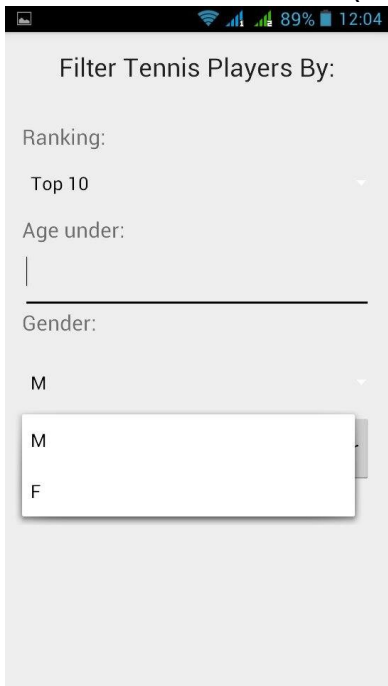 89% 12:04
Filter Tennis Players By:
Ranking:
Top 10
Age under:
Gender:
M
M
F